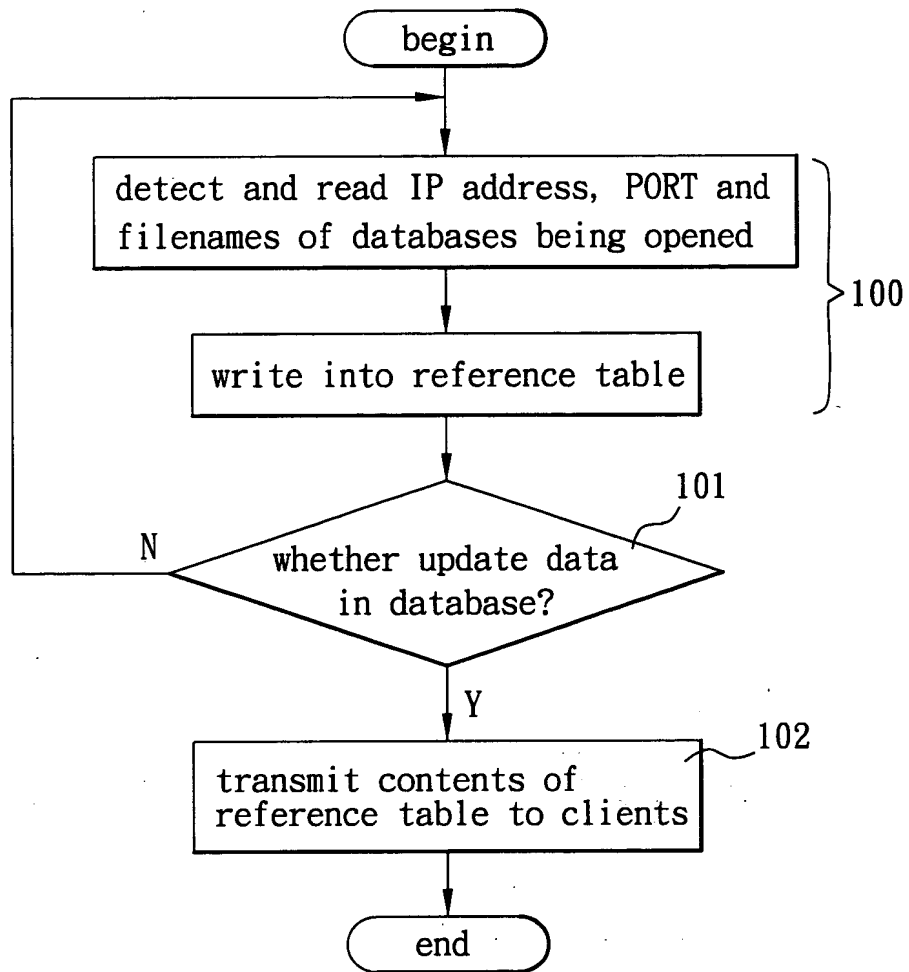 begin
detect and read IP address, PORT and
filenames of databases being opened
100
write into reference table
101
N
whether update data
in database?
Y
102
transmit contents of
reference table to clients
end